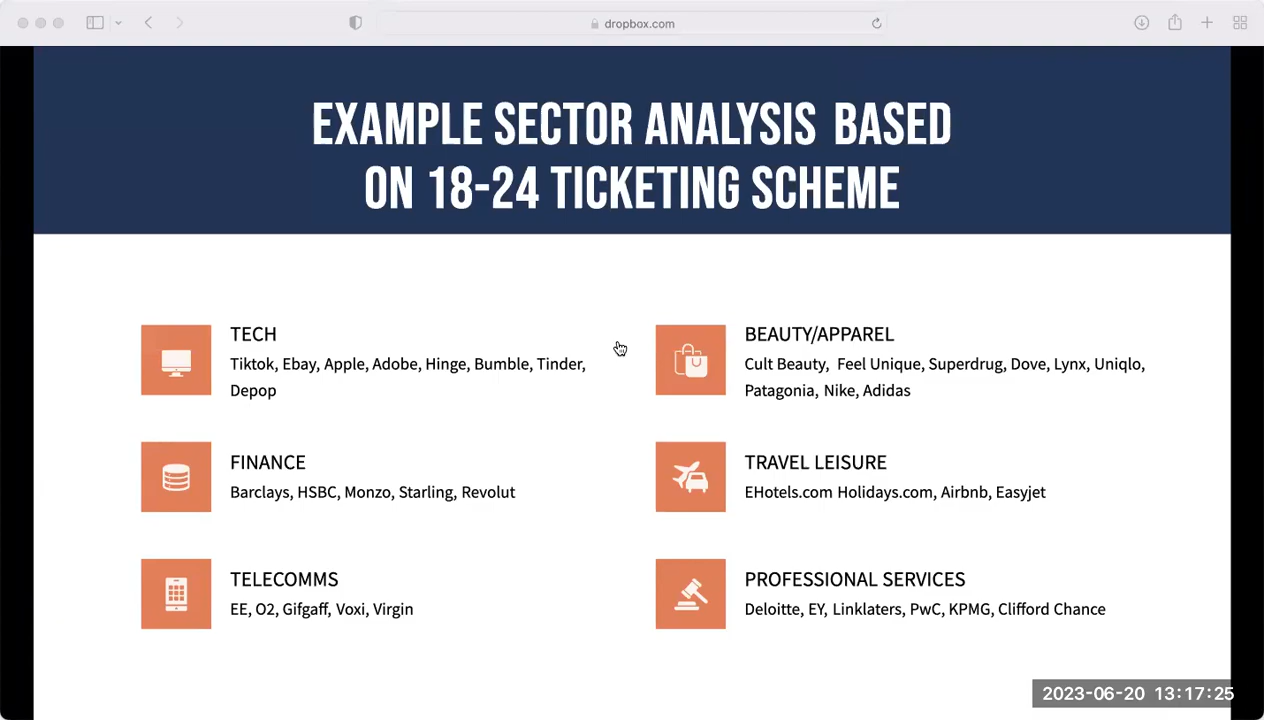 dropbox.com
EXAMPLE SECTOR ANALYSIS BASED
ON 18-24 TICKETING SCHEME
TECH
Tiktok, Ebay, Apple, Adobe, Hinge, Bumble, Tinder,
Depop
BEAUTY/APPAREL
Cult Beauty, Feel Unique, Superdrug, Dove, Lynx, Uniqlo,
Patagonia, Nike, Adidas
FINANCE
Barclays, HSBC, Monzo, Starling, Revolut
TRAVEL LEISURE
EHotels.com Holidays.com, Airbnb, Easyjet
TELECOMMS
EE, O2, Gifgaff, Voxi, Virgin
PROFESSIONAL SERVICES
Deloitte, EY, Linklaters, PwC, KPMG, Clifford Chance
2023-06-20 13:17:25